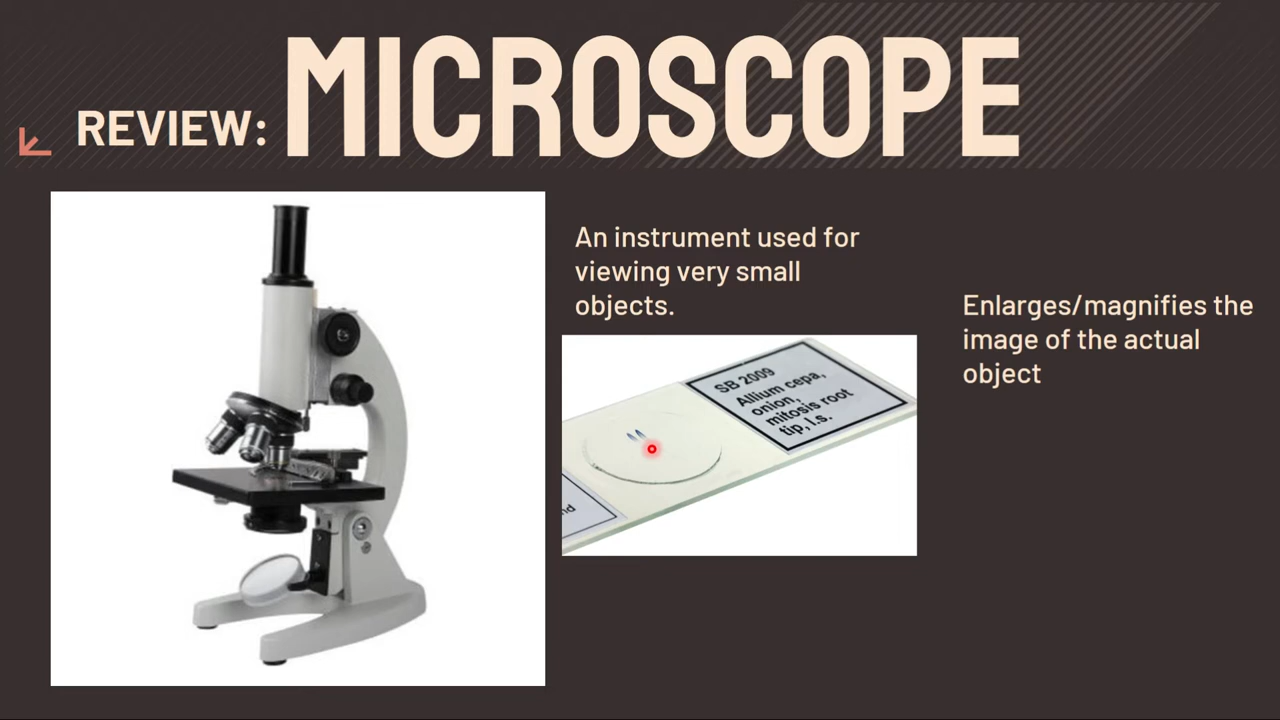 REVIEW: MICROSCOPE
An instrument used for
viewing very small
objects.
SB 2009
Allium cepa,
onion,
mitosis root
tip, l.s.
Enlarges/magnifies the
image of the actual
object